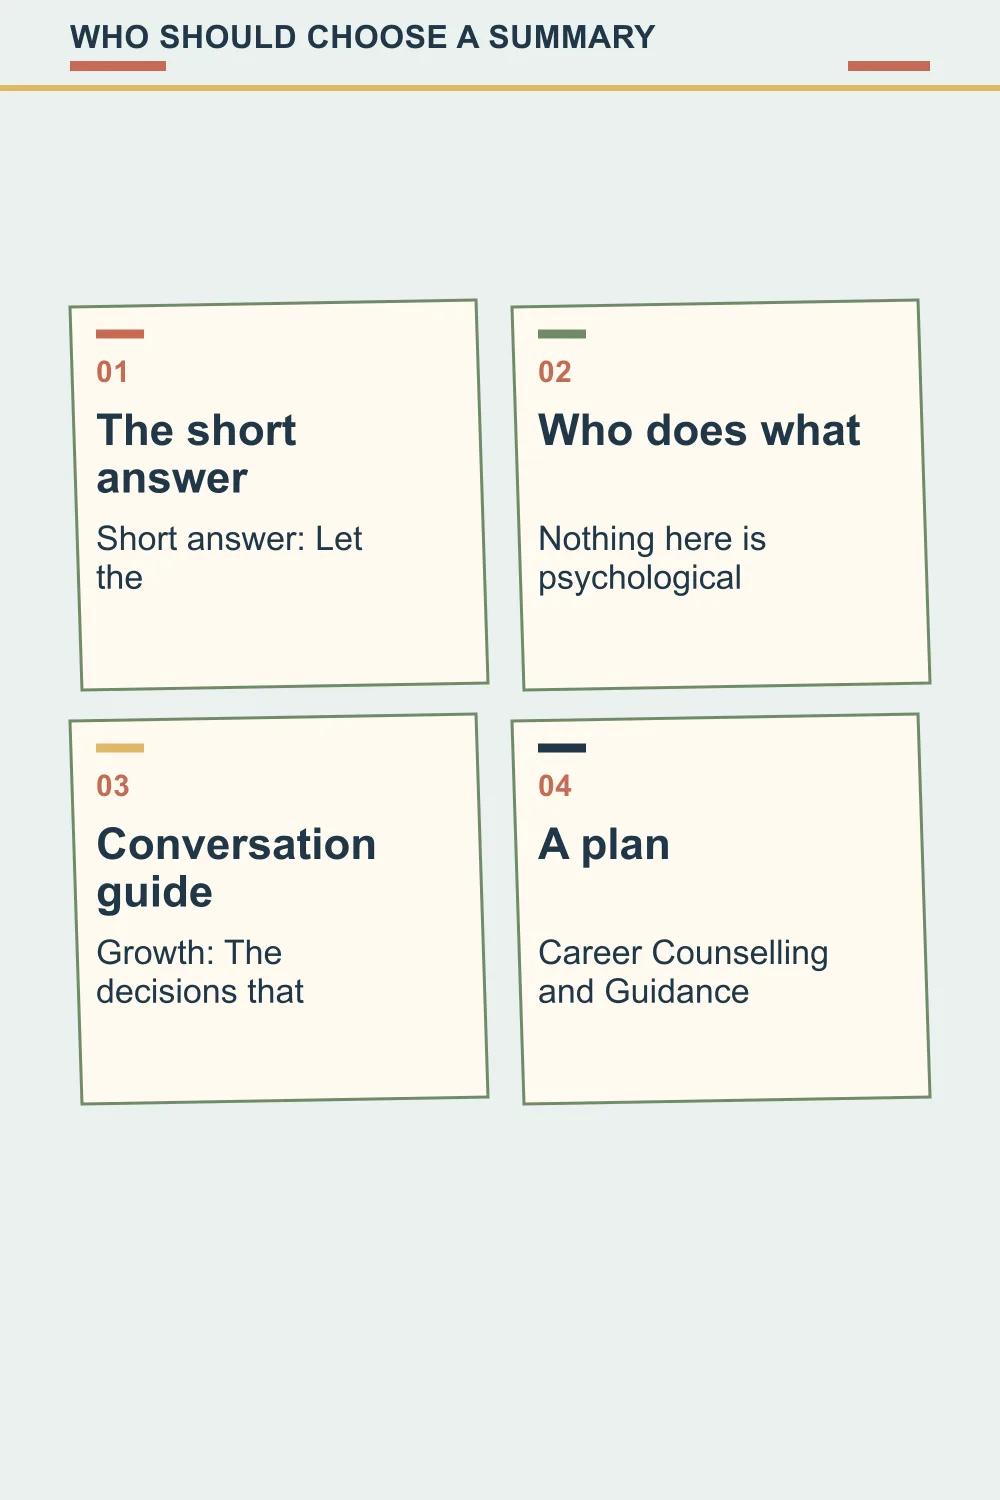 WHO SHOULD CHOOSE A SUMMARY
01
The short
answer
Short answer: Let
the
02
Who does what
Nothing here is
psychological
03
Conversation
guide
Growth: The
decisions that
04
A plan
Career Counselling
and Guidance